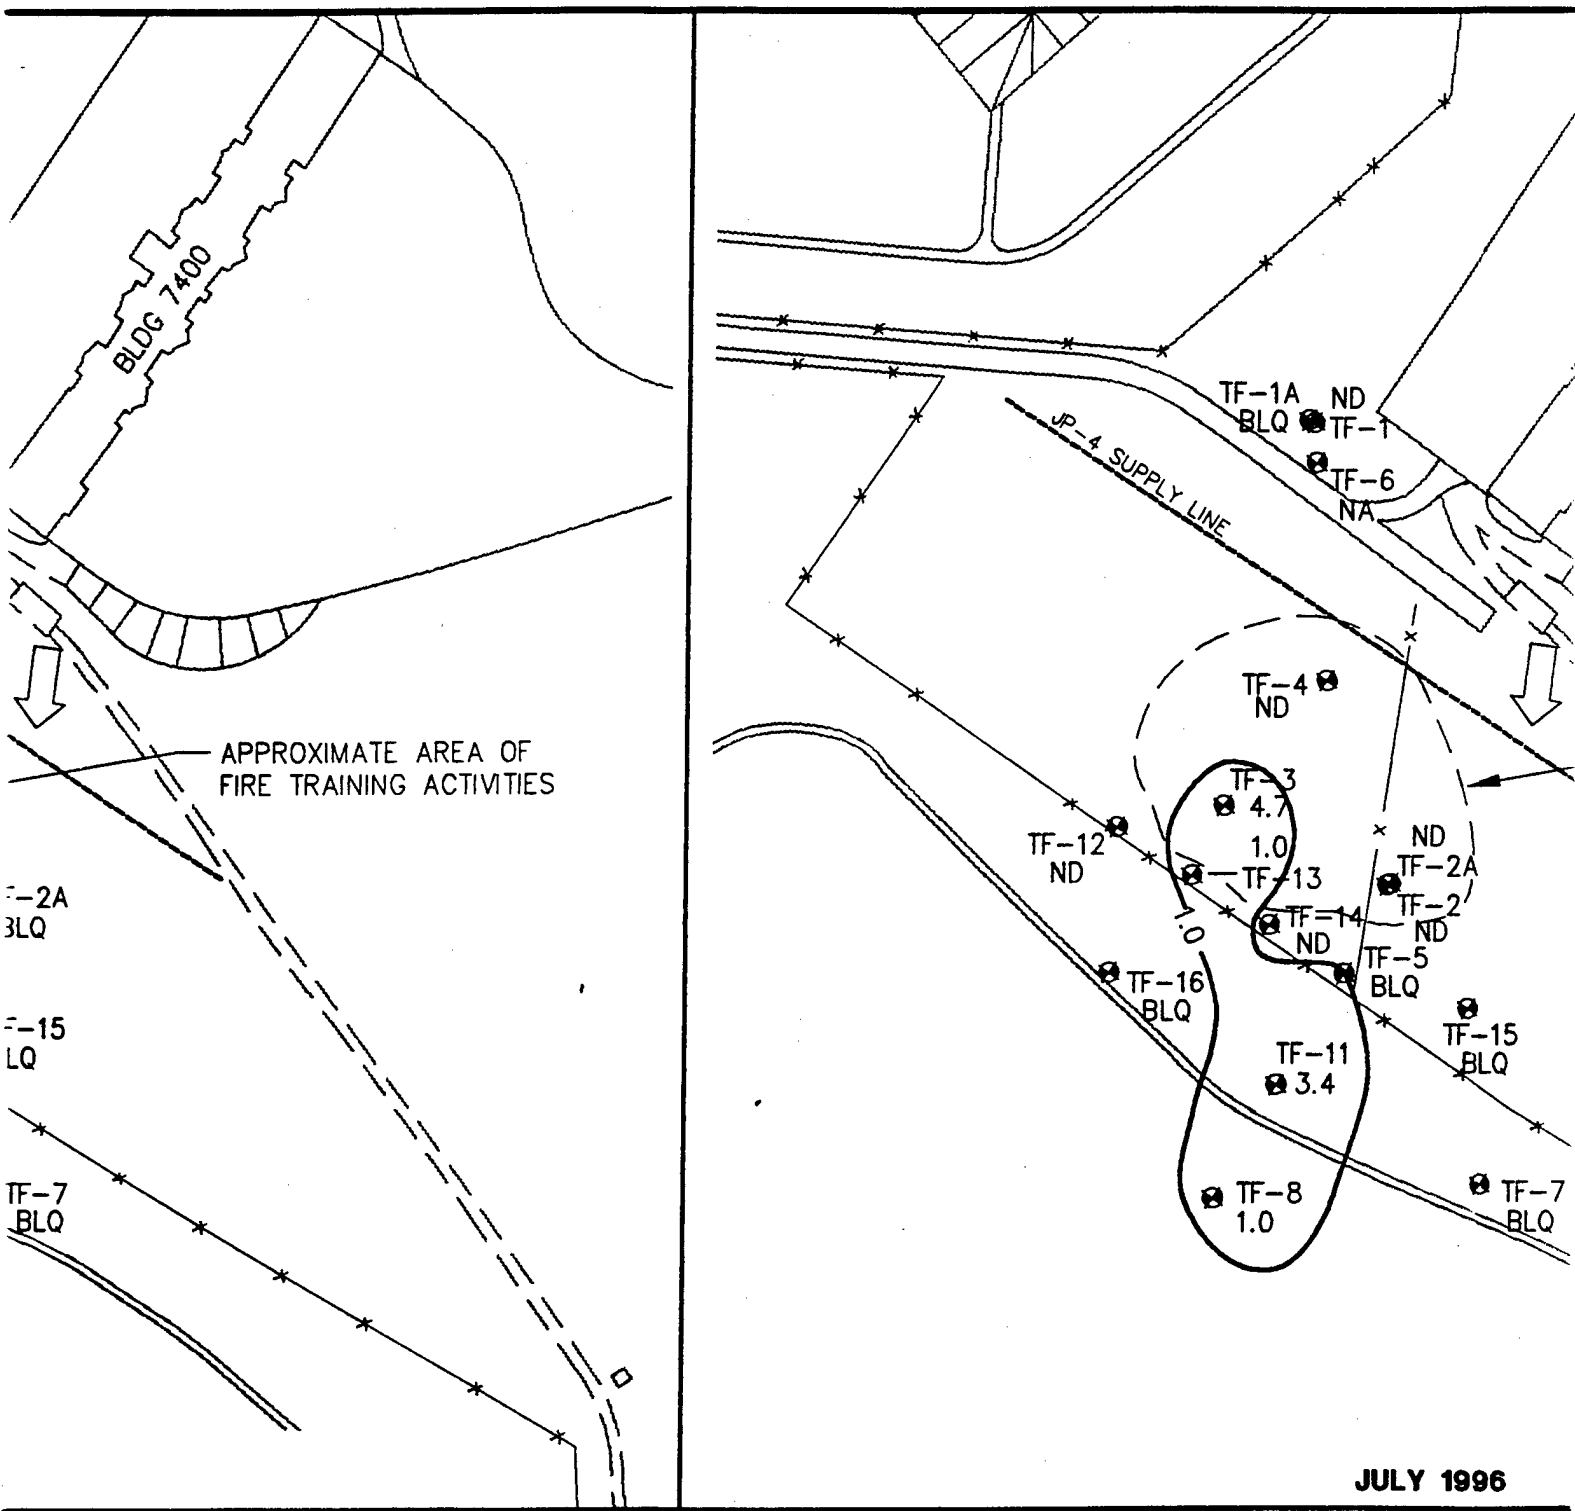 BLDG 7400
APPROXIMATE AREA OF
FIRE TRAINING ACTIVITIES
-2A
BLQ
-15
LQ
TF-7
BLQ
JP-4 SUPPLY LINE
TF-1A
BLQ
ND
TF-1
TF-6
NA
TF-4
ND
TF-3
4.7
1.0
TF-12
ND
TF-13
ND
TF-2A
TF-2
ND
TF-14
ND
1.0
TF-5
BLQ
TF-16
BLQ
TF-15
BLQ
TF-11
3.4
TF-8
1.0
TF-7
BLQ
JULY 1996